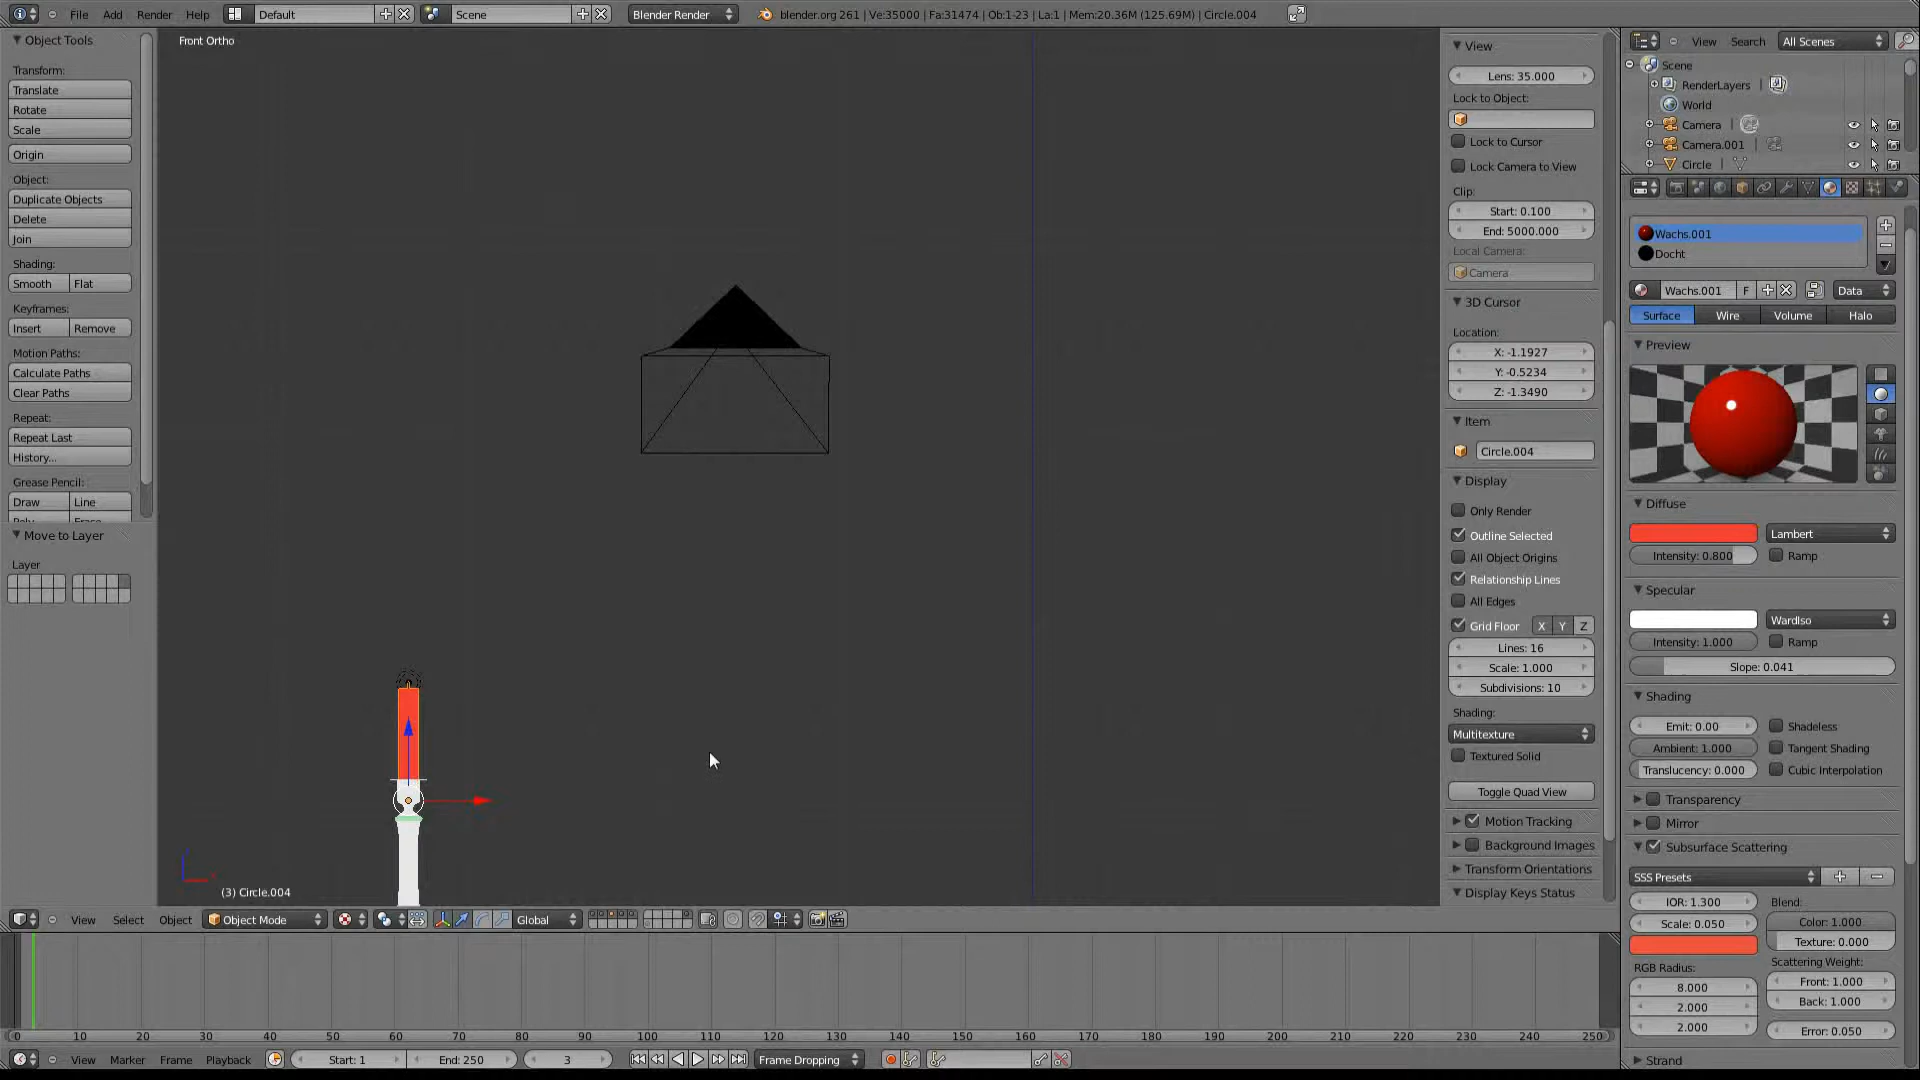 File Add Render Help Default Scene Blender Render blender.org 261 | Ve:35000 | Fa:31474 | Ob:1-23 | La:1 | Mem:20.36M (125.69M) | Circle.004
Object Tools
Transform:
Translate
Rotate
Scale
Origin
Object:
Duplicate Objects
Delete
Join
Shading:
Smooth Flat
Keyframes:
Insert Remove
Motion Paths:
Calculate Paths
Clear Paths
Repeat:
Repeat Last
History...
Grease Pencil:
Draw Line
Move to Layer
Layer
Front Ortho
(3) Circle.004
View
Lens: 35.000
Lock to Object:
Lock to Cursor
Lock Camera to View
Clip:
Start: 0.100
End: 5000.000
Local Camera:
Camera
3D Cursor
Location:
X: -1.1927
Y: -0.5234
Z: -1.3490
Item
Circle.004
Display
Only Render
Outline Selected
All Object Origins
Relationship Lines
All Edges
Grid Floor X Y Z
Lines: 16
Scale: 1.000
Subdivisions: 10
Shading:
Multitexture
Textured Solid
Toggle Quad View
Motion Tracking
Background Images
Transform Orientations
Display Keys Status
View Search All Scenes
Scene
RenderLayers |
World
Camera |
Camera.001 |
Circle |
Wachs.001
Docht
Wachs.001 F Data
Surface Wire Volume Halo
Preview
Diffuse
Lambert
Intensity: 0.800 Ramp
Specular
WardIso
Intensity: 1.000 Ramp
Slope: 0.041
Shading
Emit: 0.00 Shadeless
Ambient: 1.000 Tangent Shading
Translucency: 0.000 Cubic Interpolation
Transparency
Mirror
Subsurface Scattering
SSS Presets
IOR: 1.300 Blend:
Scale: 0.050 Color: 1.000
Texture: 0.000
RGB Radius: Scattering Weight:
8.000 Front: 1.000
2.000 Back: 1.000
2.000 Error: 0.050
Strand
View Select Object Object Mode Global
0 10 20 30 40 50 60 70 80 90 100 110 120 130 140 150 160 170 180 190 200 210 220 230 240 250
View Marker Frame Playback Start: 1 End: 250 3 Frame Dropping